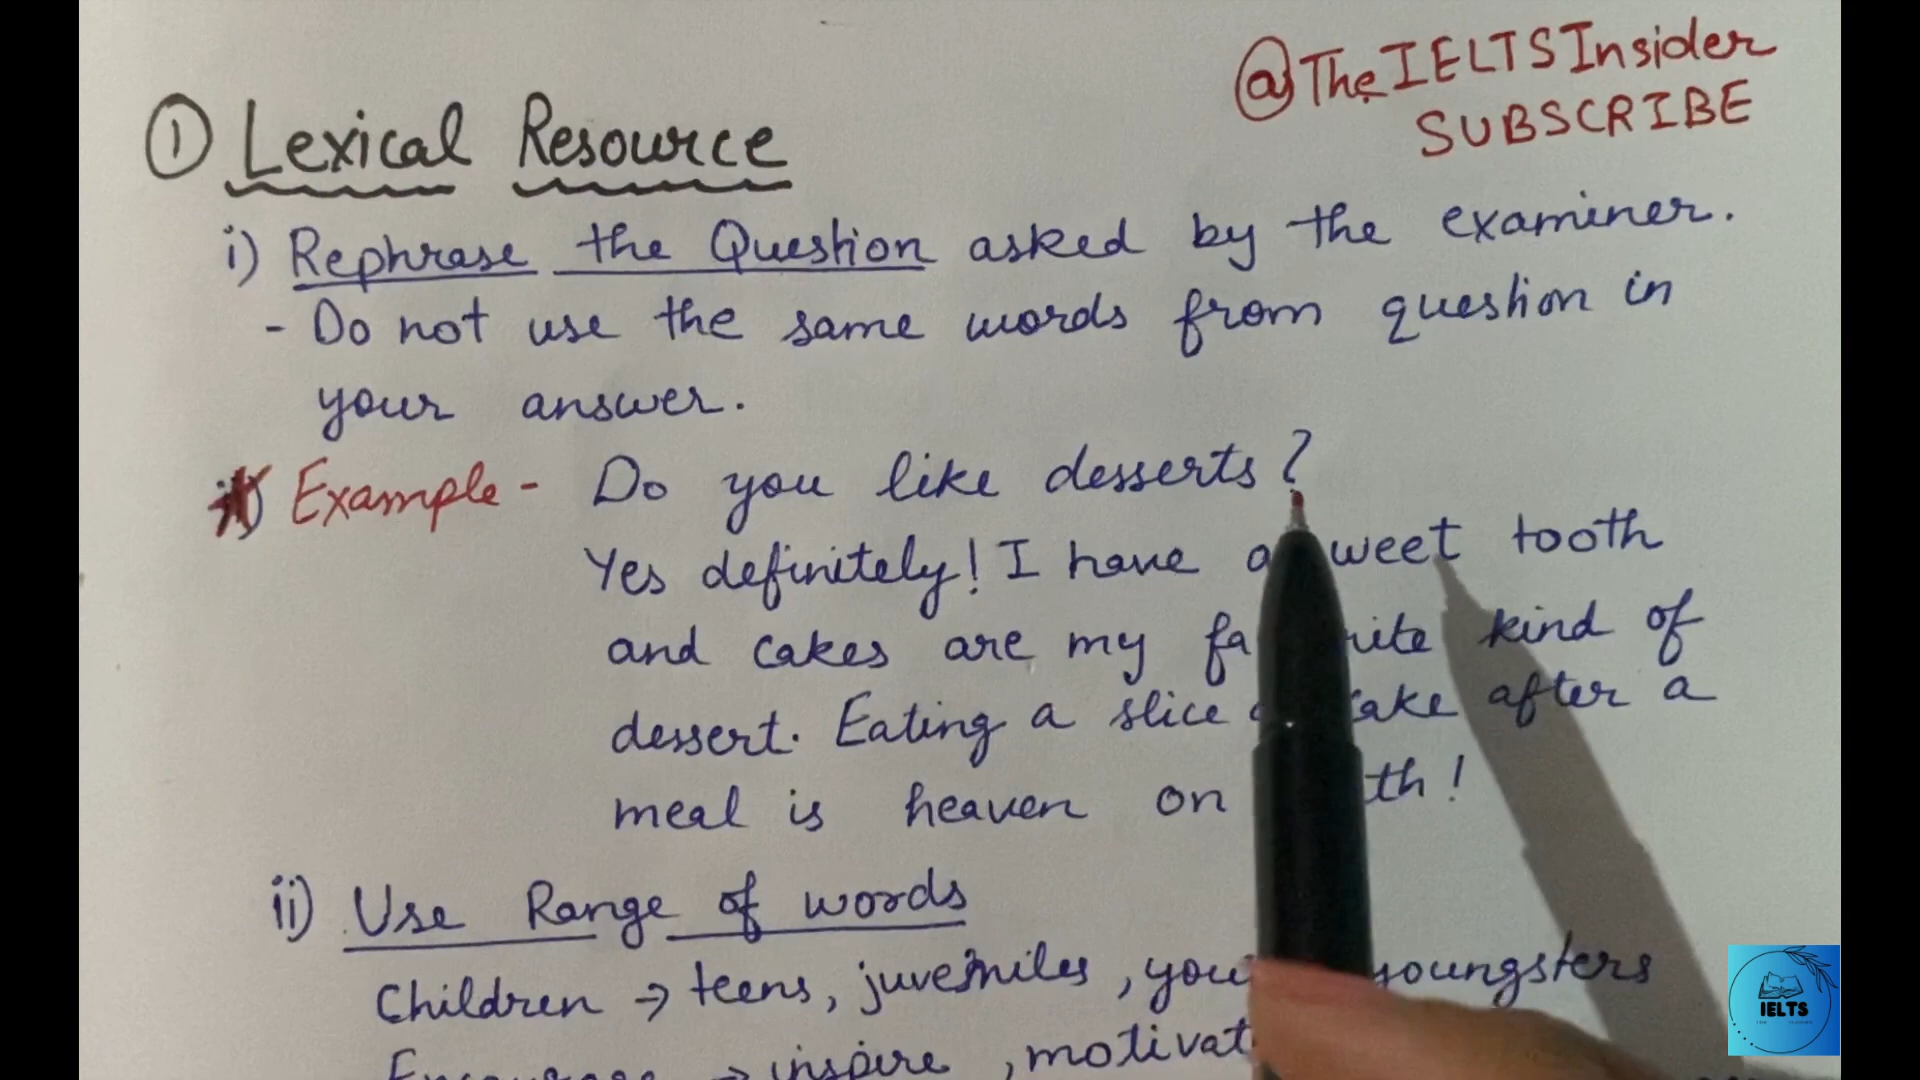 @TheIELTSInsider
SUBSCRIBE
① Lexical Resource
i) Rephrase the Question asked by the examiner.
- Do not use the same words from question in
your answer.
Example - Do you like desserts?
Yes definitely! I have a weet tooth
and cakes are my fa rite kind of
dessert. Eating a slice ake after a
meal is heaven on th!
ii) Use Range of words
Children → teens, juveniles, you youngsters
Encourage → inspire, motivat
IELTS